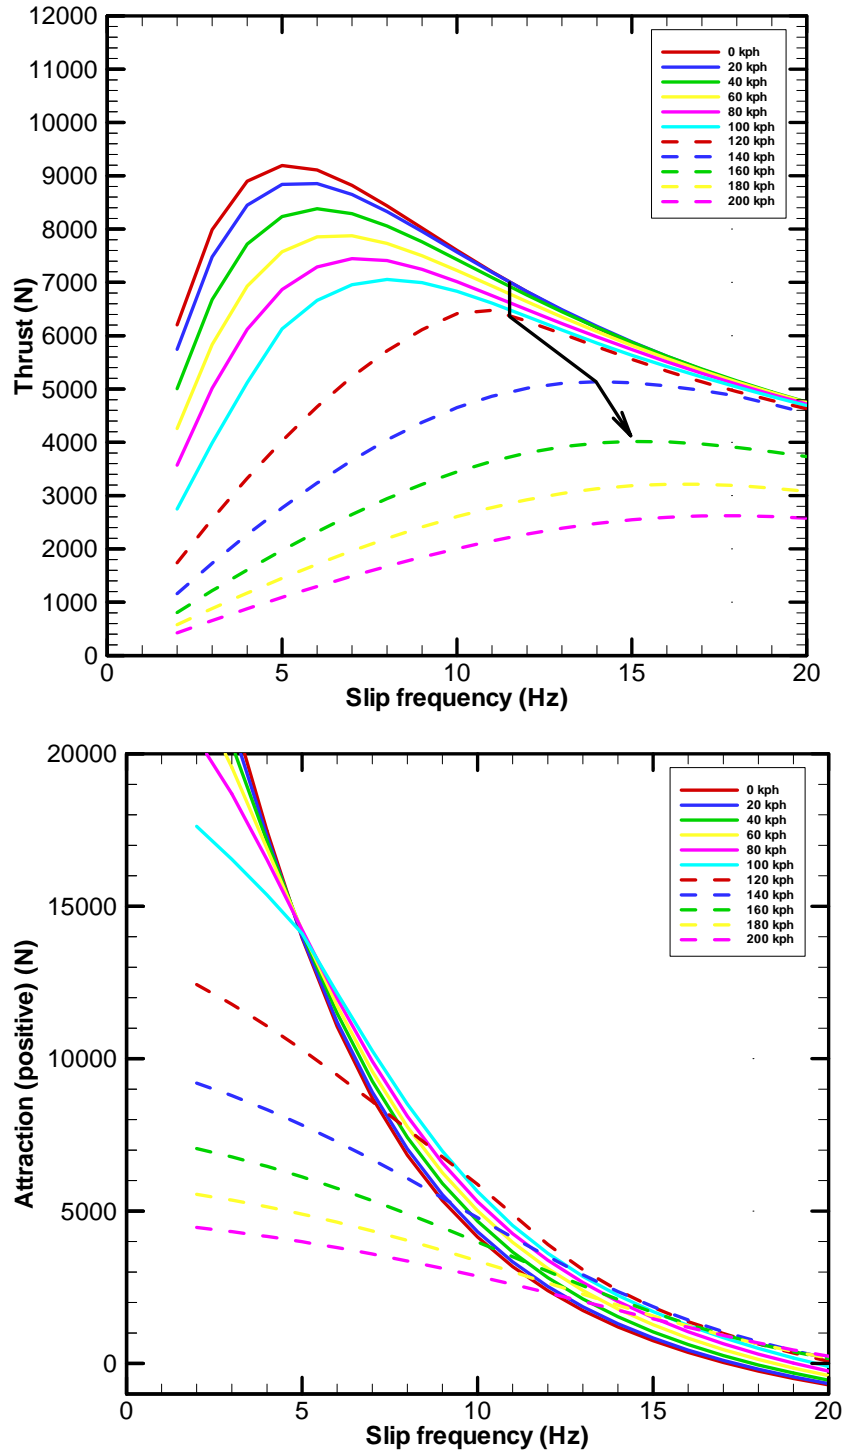 12000
11000
10000
9000
8000
7000
6000
5000
4000
3000
2000
1000
0
Thrust (N)
0 kph
20 kph
40 kph
60 kph
80 kph
100 kph
120 kph
140 kph
160 kph
180 kph
200 kph
0 5 10 15 20
Slip frequency (Hz)
20000
15000
10000
5000
0
Attraction (positive) (N)
0 kph
20 kph
40 kph
60 kph
80 kph
100 kph
120 kph
140 kph
160 kph
180 kph
200 kph
0 5 10 15 20
Slip frequency (Hz)